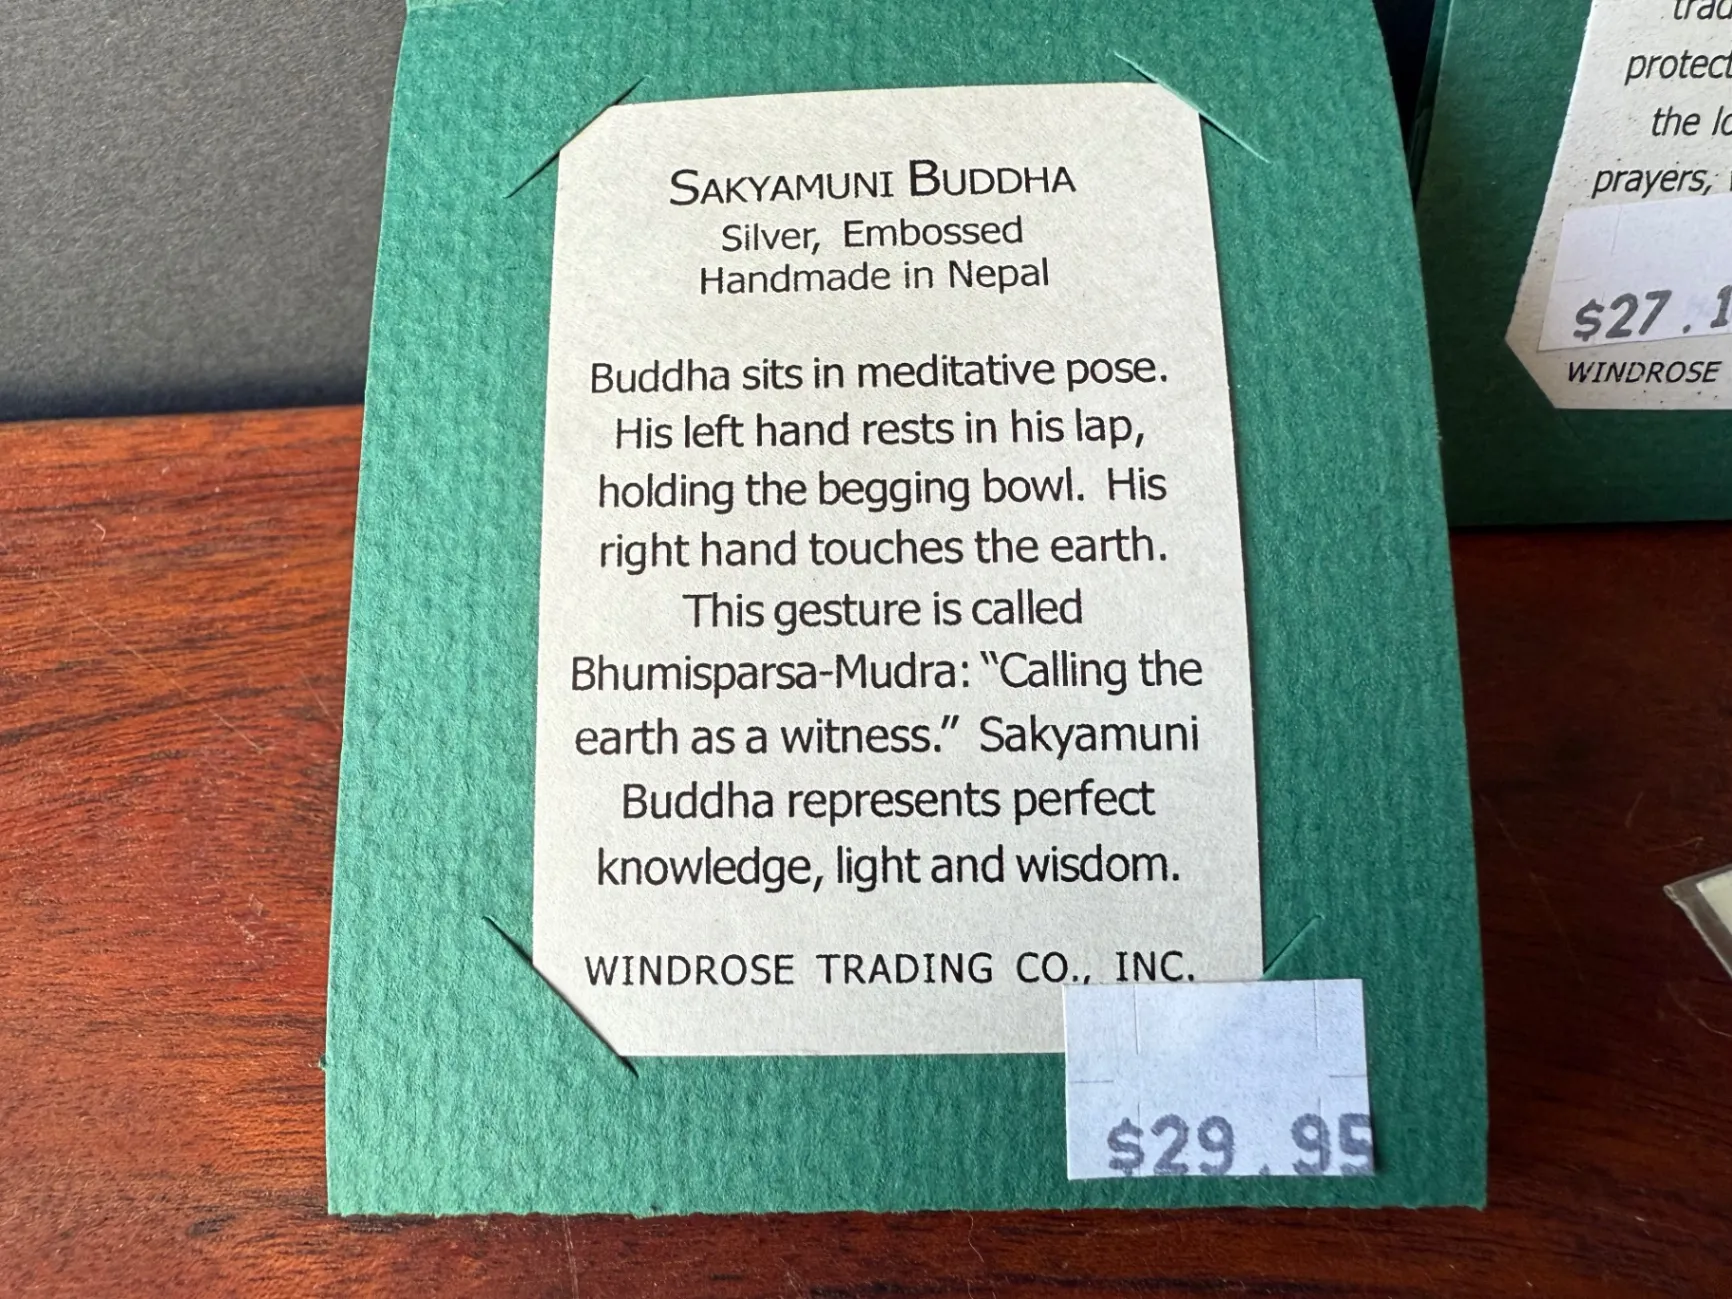 SAKYAMUNI BUDDHA
Silver, Embossed
Handmade in Nepal
Buddha sits in meditative pose.
His left hand rests in his lap,
holding the begging bowl. His
right hand touches the earth.
This gesture is called
Bhumisparsa-Mudra: “Calling the
earth as a witness.” Sakyamuni
Buddha represents perfect
knowledge, light and wisdom.
WINDROSE TRADING CO., INC.
$29.95
the
prayers,
WINDROSE